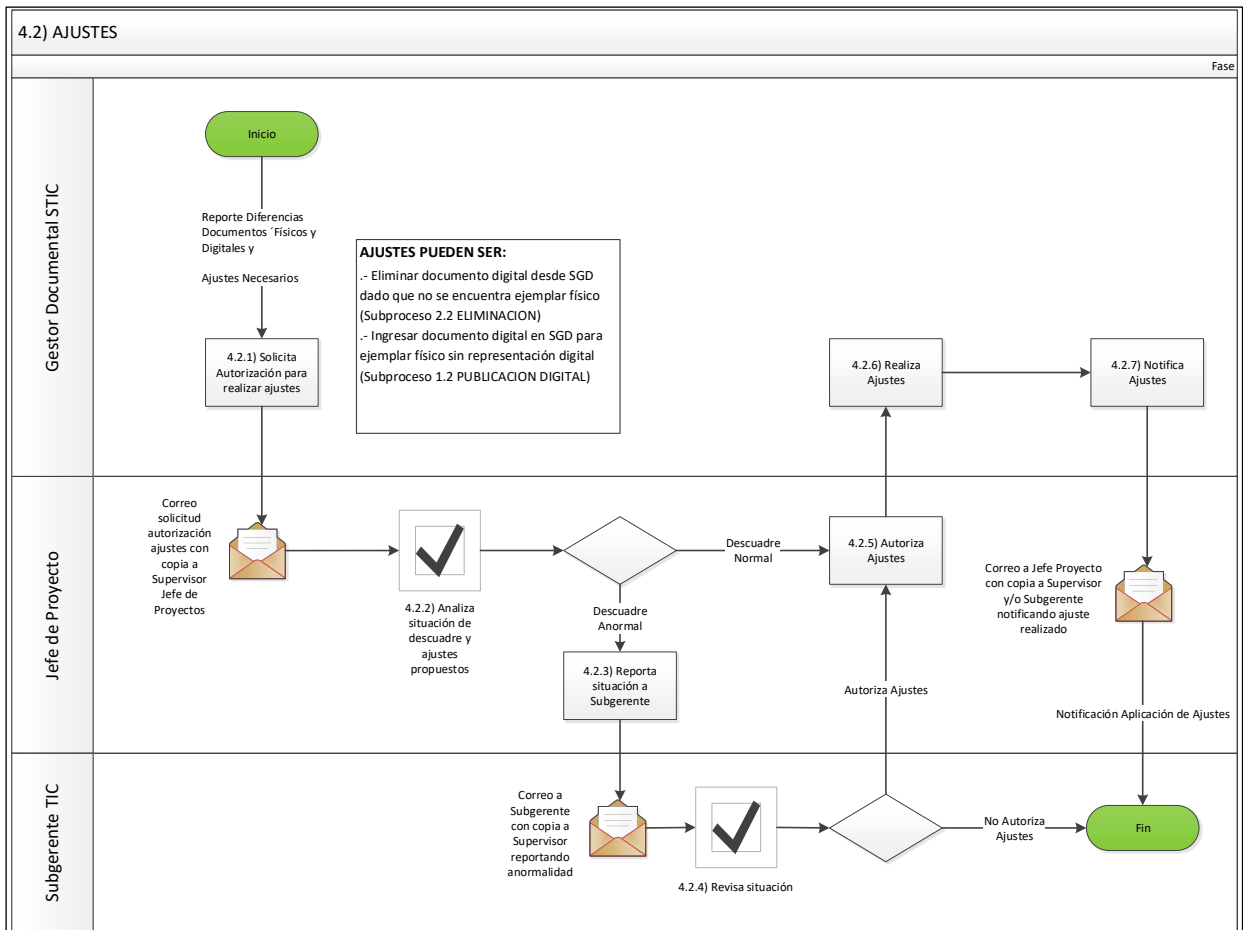 4.2) AJUSTES
Fase
Gestor Documental STIC
Inicio
Reporte Diferencias
Documentos ´Físicos y
Digitales y
Ajustes Necesarios
4.2.1) Solicita
Autorización para
realizar ajustes
AJUSTES PUEDEN SER:
.- Eliminar documento digital desde SGD
dado que no se encuentra ejemplar físico
(Subproceso 2.2 ELIMINACION)
.- Ingresar documento digital en SGD para
ejemplar físico sin representación digital
(Subproceso 1.2 PUBLICACION DIGITAL)
4.2.6) Realiza
Ajustes
4.2.7) Notifica
Ajustes
Jefe de Proyecto
Correo
solicitud
autorización
ajustes con
copia a
Supervisor
Jefe de
Proyectos
4.2.2) Analiza
situación de
descuadre y
ajustes
propuestos
Descuadre
Normal
Descuadre
Anormal
4.2.3) Reporta
situación a
Subgerente
4.2.5) Autoriza
Ajustes
Autoriza Ajustes
Correo a Jefe Proyecto
con copia a Supervisor
y/o Subgerente
notificando ajuste
realizado
Notificación Aplicación de Ajustes
Subgerente TIC
Correo a
Subgerente
con copia a
Supervisor
reportando
anormalidad
4.2.4) Revisa situación
No Autoriza
Ajustes
Fin